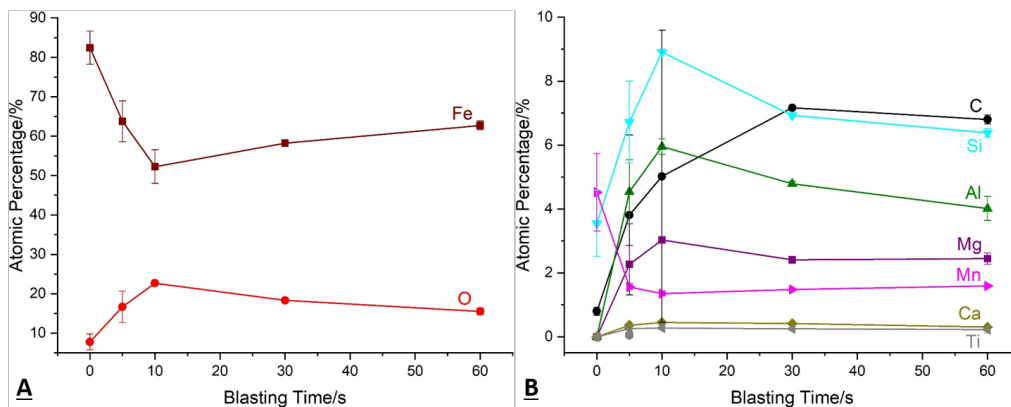 90
80
70
60
50
40
30
20
10
Atomic Percentage/%
Fe
O
0 10 20 30 40 50 60
Blasting Time/s
A
10
8
6
4
2
0
Atomic Percentage/%
C
Si
Al
Mg
Mn
Ca
Ti
0 10 20 30 40 50 60
Blasting Time/s
B